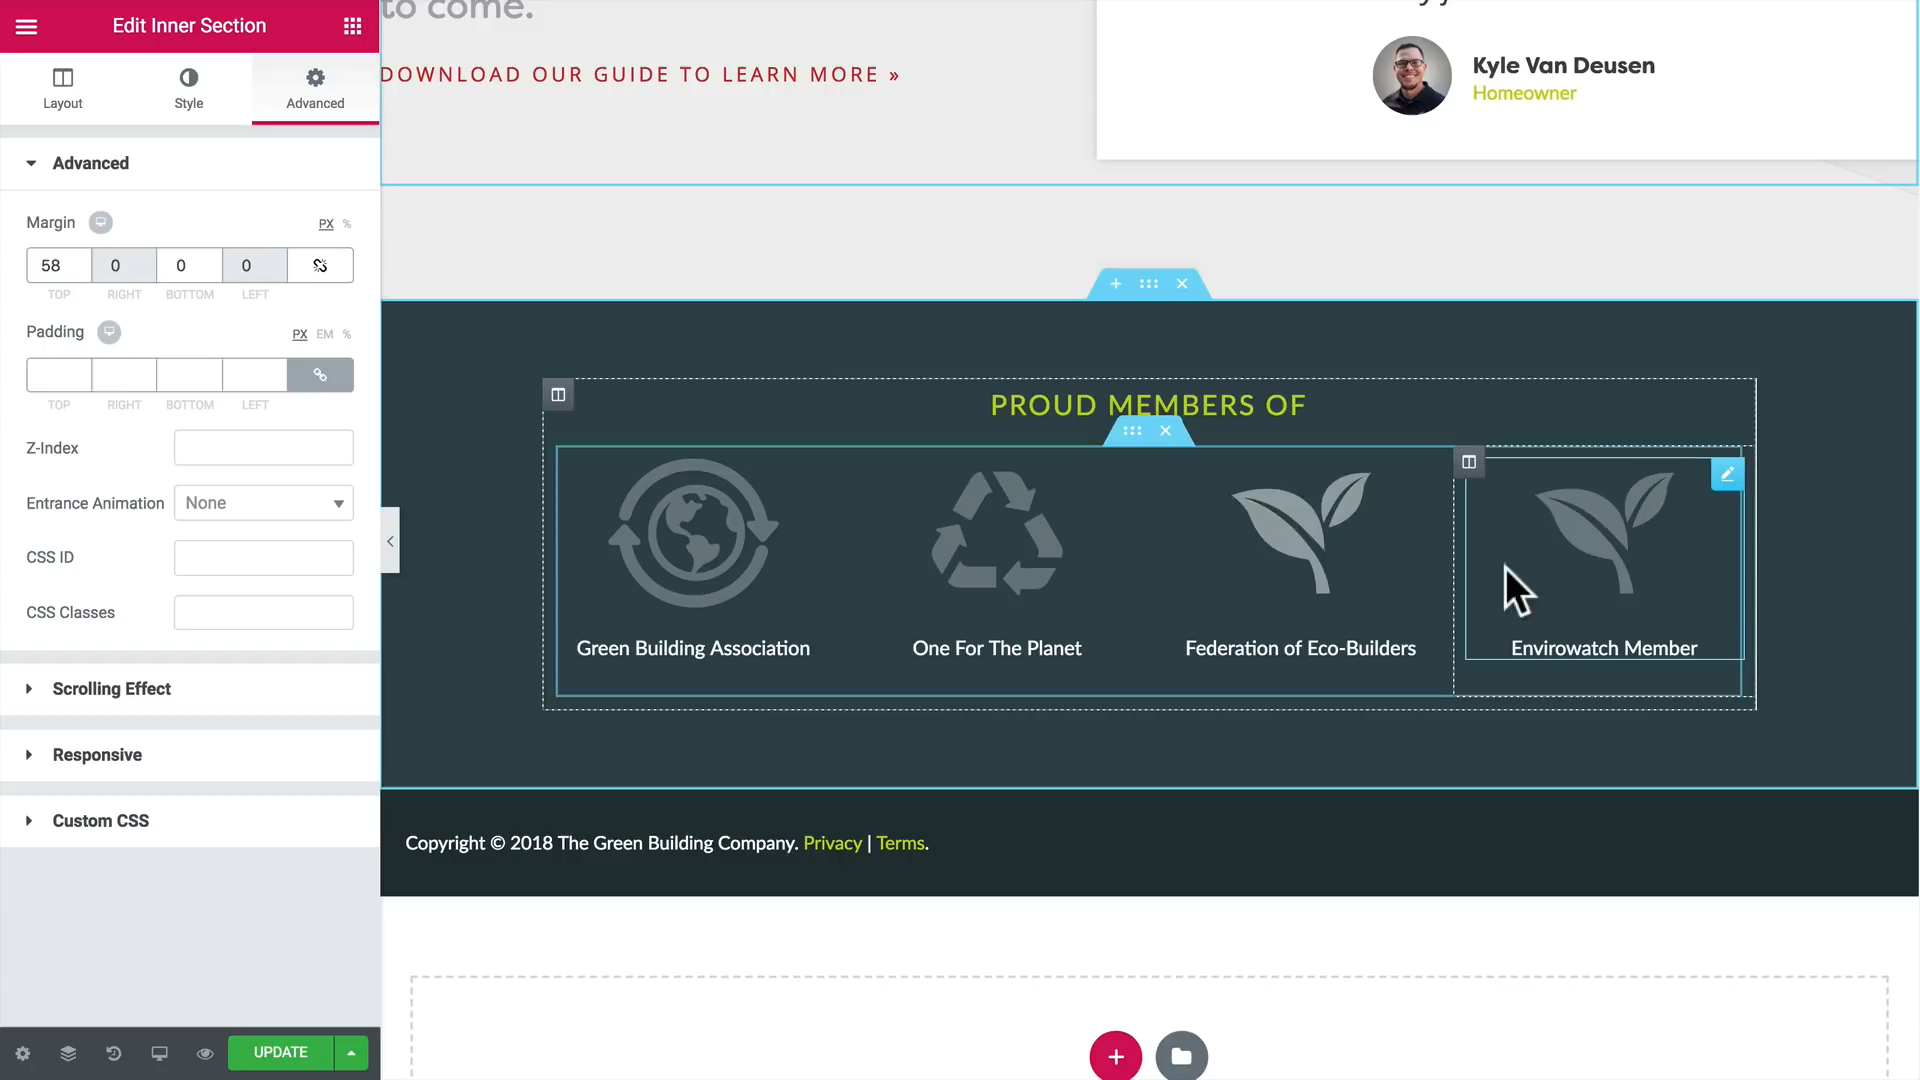 Edit Inner Section
Layout
Style
Advanced
Advanced
Margin
PX %
58 0 0 0
TOP RIGHT BOTTOM LEFT
Padding
PX EM %
TOP RIGHT BOTTOM LEFT
Z-Index
Entrance Animation
None
CSS ID
CSS Classes
Scrolling Effect
Responsive
Custom CSS
UPDATE
to come.
DOWNLOAD OUR GUIDE TO LEARN MORE »
Kyle Van Deusen
Homeowner
PROUD MEMBERS OF
Green Building Association
One For The Planet
Federation of Eco-Builders
Envirowatch Member
Copyright © 2018 The Green Building Company. Privacy | Terms.